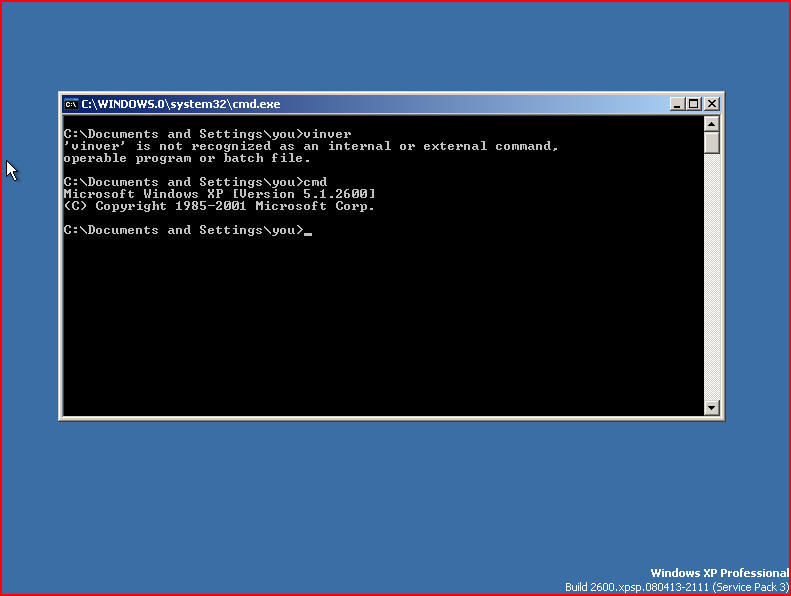 C:\WINDOWS.0\system32\cmd.exe
C:\Documents and Settings\you>vinver
'vinver' is not recognized as an internal or external command,
operable program or batch file.
C:\Documents and Settings\you>cmd
Microsoft Windows XP [Version 5.1.2600]
(C) Copyright 1985-2001 Microsoft Corp.
C:\Documents and Settings\you>_
Windows XP Professional
Build 2600.xpsp.080413-2111 (Service Pack 3)